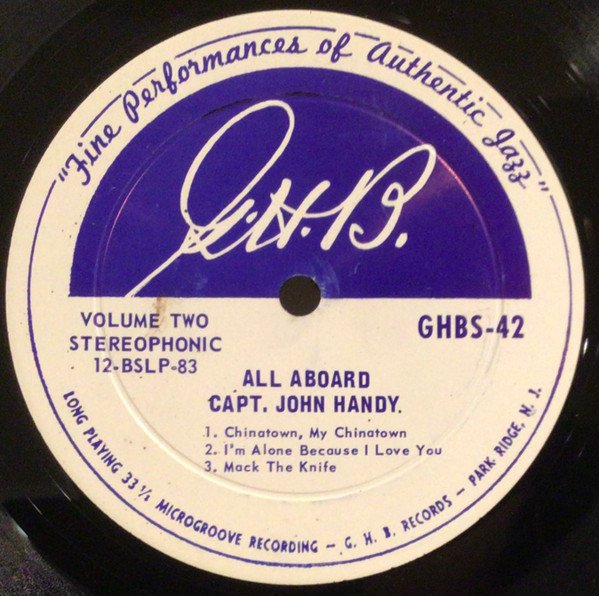 "Fine Performances of Authentic Jazz"
G.H.B.
VOLUME TWO
STEREOPHONIC
12-BSLP-83
GHBS-42
ALL ABOARD
CAPT. JOHN HANDY.
1. Chinatown, My Chinatown
2. I'm Alone Because I Love You
3. Mack The Knife
LONG PLAYING 33 1/3 MICROGROOVE RECORDING - G. H. B. RECORDS - PARK RIDGE, N. J.